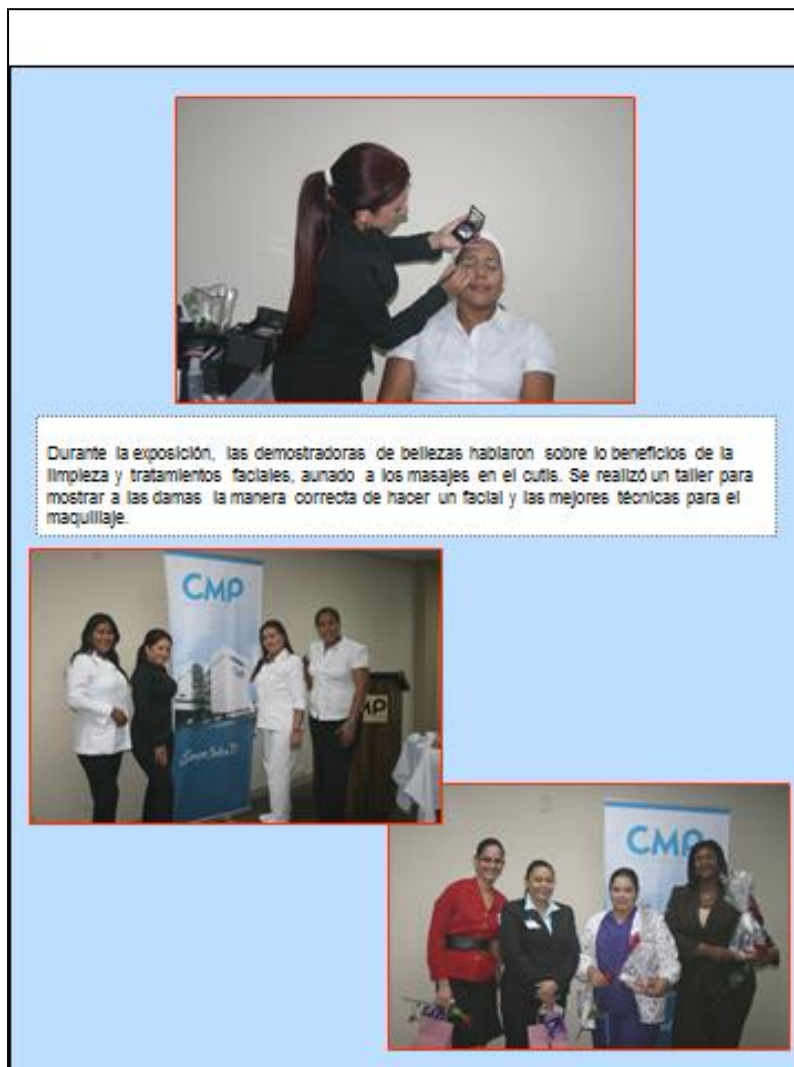 Durante la exposición, las demostradoras de bellezas hablaron sobre lo beneficios de la
limpieza y tratamientos faciales, aunado a los masajes en el cutis. Se realizó un taller para
mostrar a las damas la manera correcta de hacer un facial y las mejores técnicas para el
maquillaje.
CMP
CMP